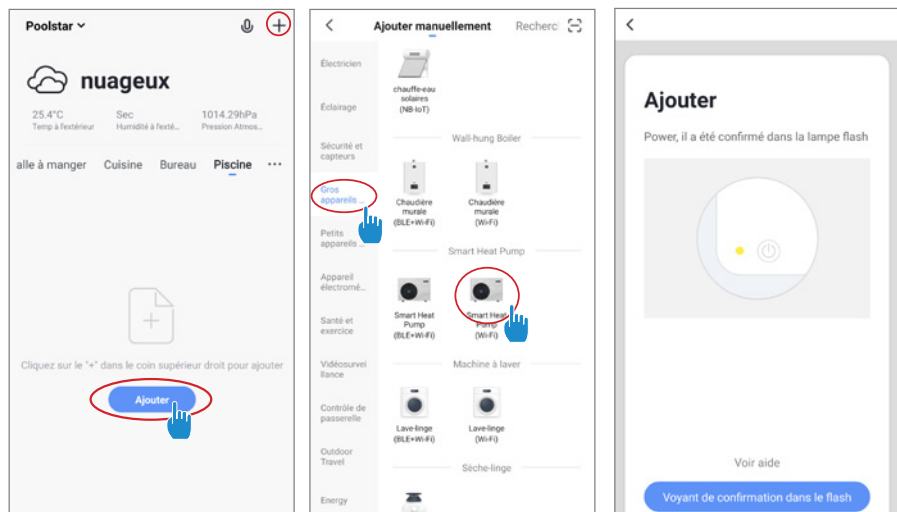 Poolstar
nuageux
25.4°C Sec 1014.29hPa
Temp à l'extérieur Humidité à l'exté... Pression Atmos...
alle à manger Cuisine Bureau Piscine ...
Cliquez sur le "+" dans le coin supérieur droit pour ajouter
Ajouter
Ajouter manuellement Recherc
Électricien
Éclairage
Sécurité et
capteurs
Gros
appareils ...
Petits
appareils ...
Appareil
électromé...
Santé et
exercice
Vidéosurvei
llance
Contrôle de
passerelle
Outdoor
Travel
Energy
chauffe-eau
solaires
(NB-IoT)
Wall-hung Boiler
Chaudière
murale
(BLE+Wi-Fi)
Chaudière
murale
(Wi-Fi)
Smart Heat Pump
Smart Heat
Pump
(BLE+Wi-Fi)
Smart Heat
Pump
(Wi-Fi)
Machine à laver
Lave-linge
(BLE+Wi-Fi)
Lave-linge
(Wi-Fi)
Sèche-linge
Ajouter
Power, il a été confirmé dans la lampe flash
Voir aide
Voyant de confirmation dans le flash